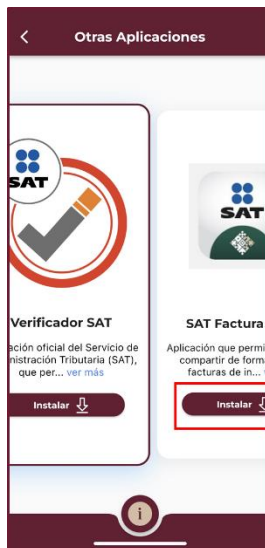 Otras Aplicaciones
SAT
SAT
Verificador SAT
ación oficial del Servicio de
nistración Tributaria (SAT),
que per... ver más
Instalar
SAT Factura
Aplicación que permi
compartir de form
facturas de in...
Instalar
i